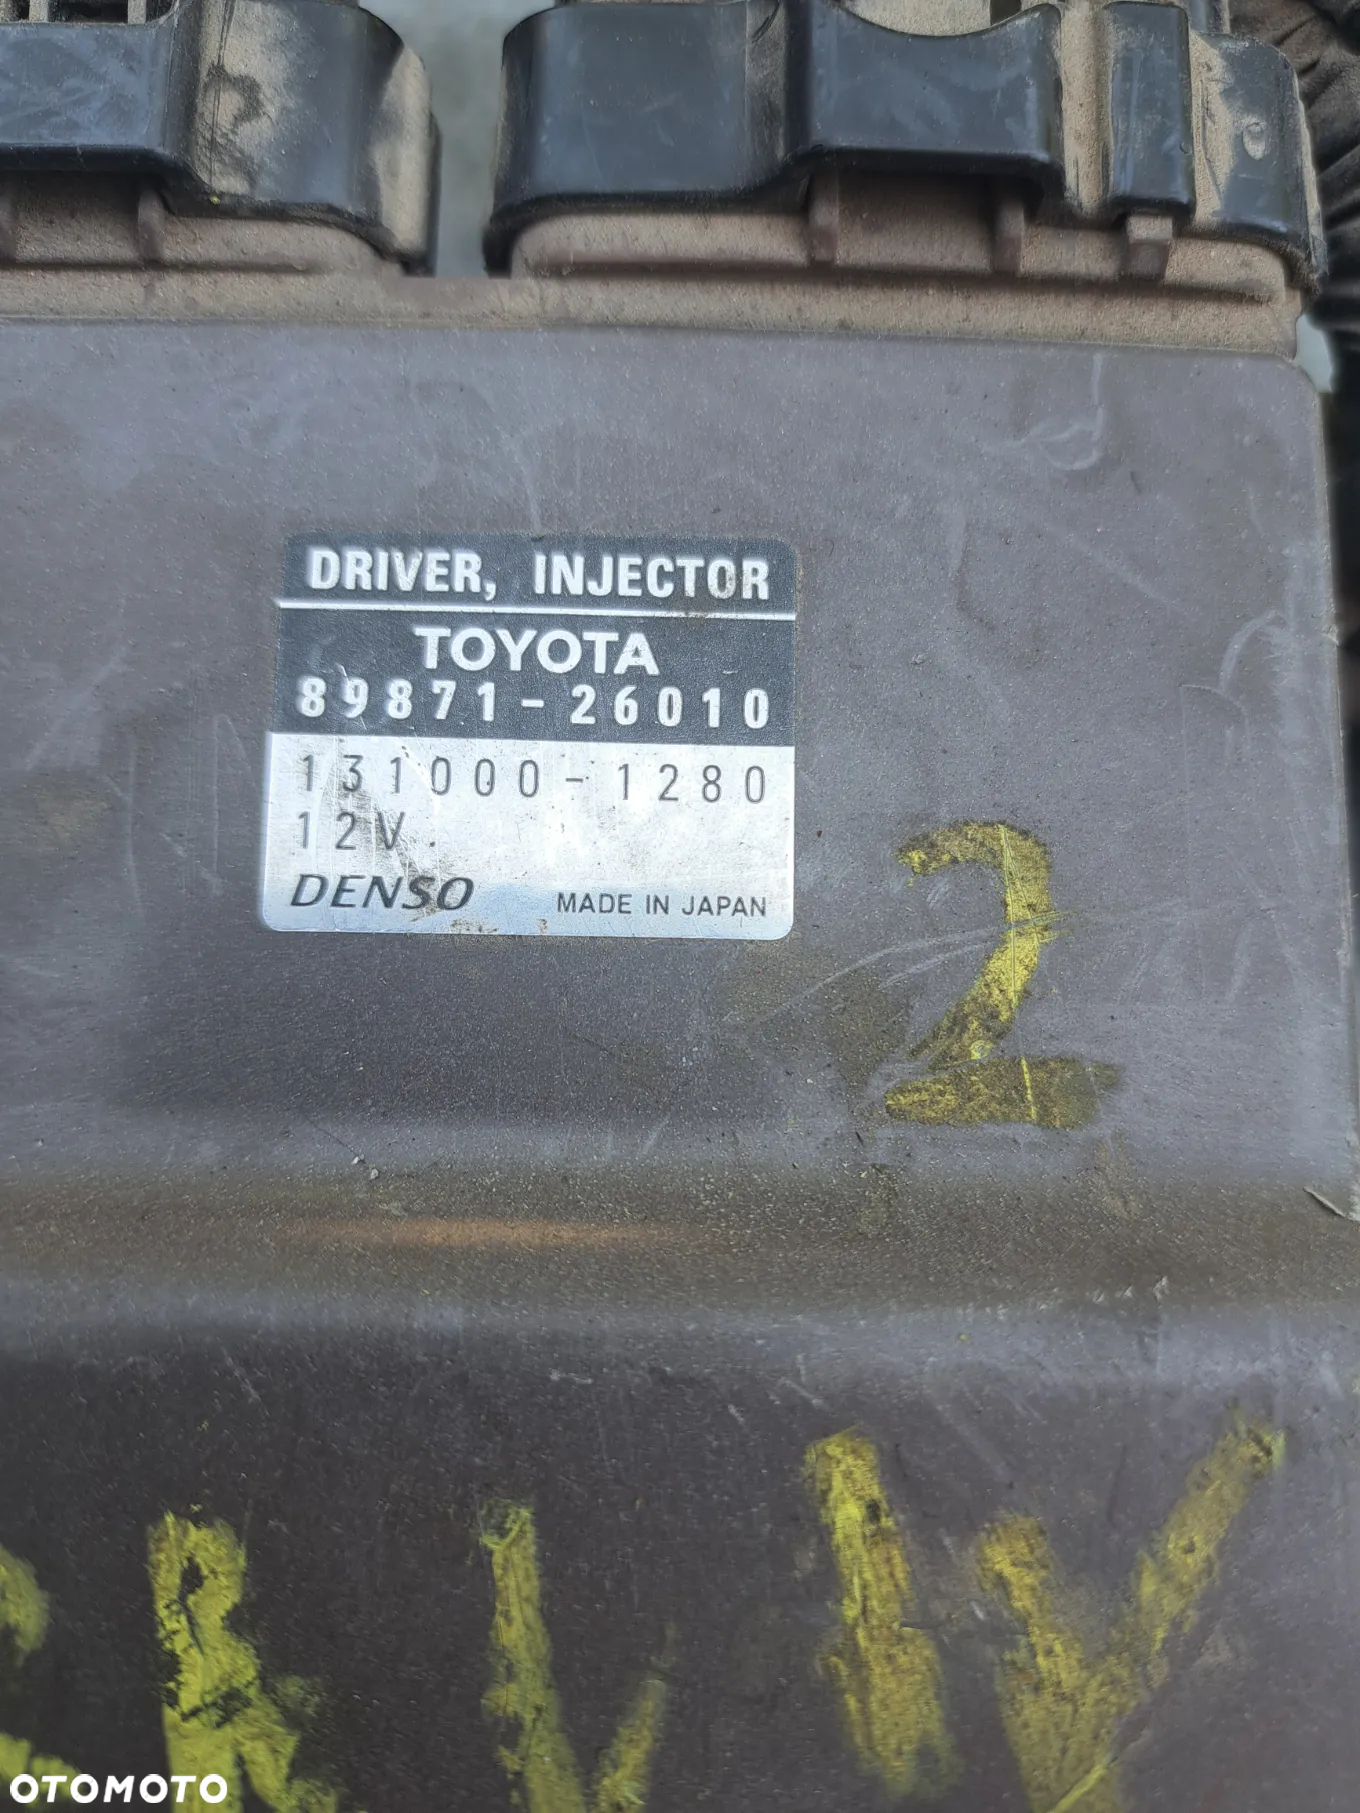 DRIVER, INJECTOR
TOYOTA
89871-26010
131000-1280
12V.
DENSO MADE IN JAPAN
2
OTOMOTO